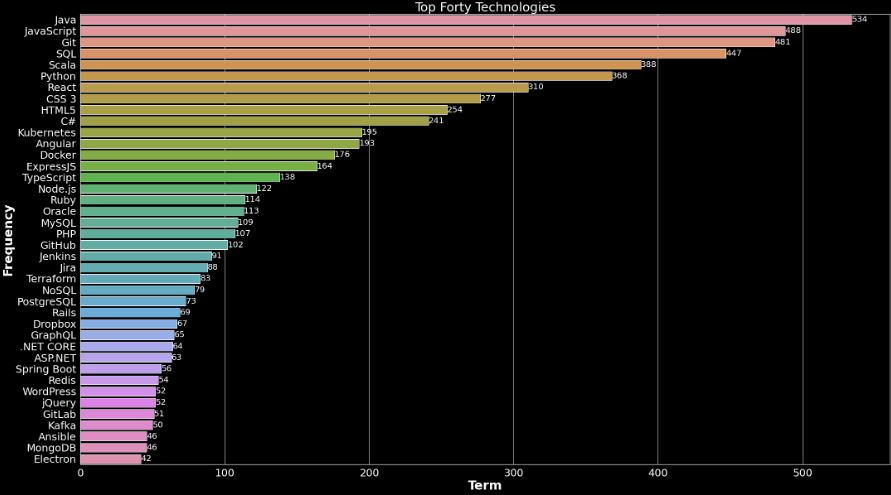 Top Forty Technologies
Java 534
JavaScript 488
Git 481
SQL 447
Scala 388
Python 368
React 310
CSS 3 277
HTML5 254
C# 241
Kubernetes 195
Angular 193
Docker 176
ExpressJS 164
TypeScript 138
Node.js 122
Ruby 114
Oracle 113
MySQL 109
PHP 107
GitHub 102
Jenkins 91
Jira 88
Terraform 83
NoSQL 79
PostgreSQL 73
Rails 69
Dropbox 67
GraphQL 65
.NET CORE 64
ASP.NET 63
Spring Boot 56
Redis 54
WordPress 52
jQuery 52
GitLab 51
Kafka 50
Ansible 46
MongoDB 46
Electron 42
Frequency
0 100 200 300 400 500
Term